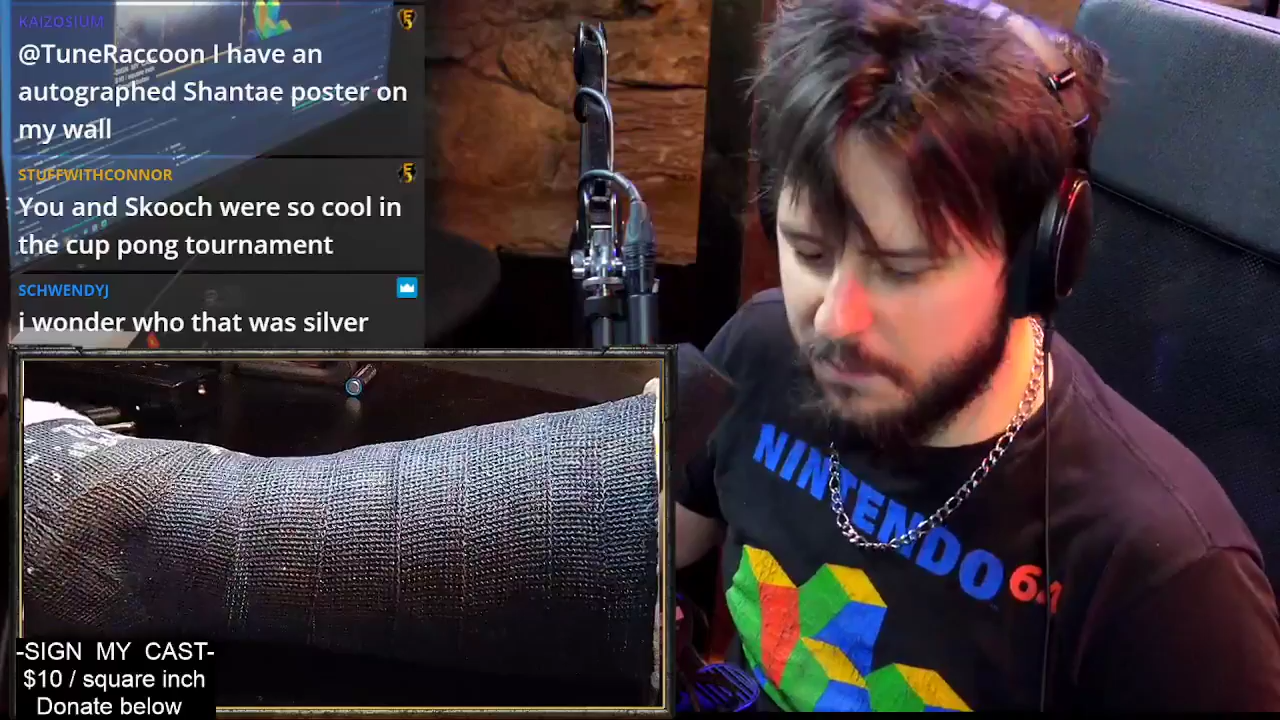 KAIZOSIUM
@TuneRaccoon I have an
autographed Shantae poster on
my wall
STUFFWITHCONNOR
You and Skooch were so cool in
the cup pong tournament
SCHWENDYJ
i wonder who that was silver
-SIGN MY CAST-
$10 / square inch
Donate below
NINTENDO 64